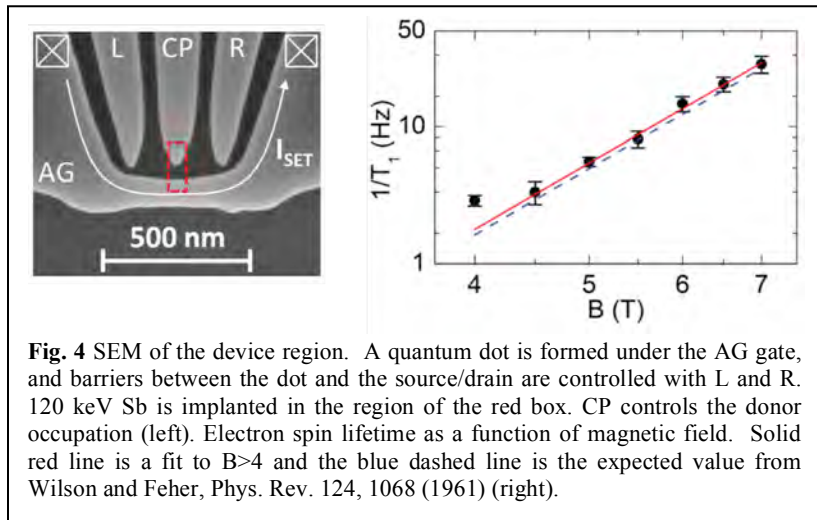 L CP R
AG
I_SET
500 nm
50
10
1
1/T₁ (Hz)
4 5 6 7
B (T)
Fig. 4 SEM of the device region. A quantum dot is formed under the AG gate,
and barriers between the dot and the source/drain are controlled with L and R.
120 keV Sb is implanted in the region of the red box. CP controls the donor
occupation (left). Electron spin lifetime as a function of magnetic field. Solid
red line is a fit to B>4 and the blue dashed line is the expected value from
Wilson and Feher, Phys. Rev. 124, 1068 (1961) (right).